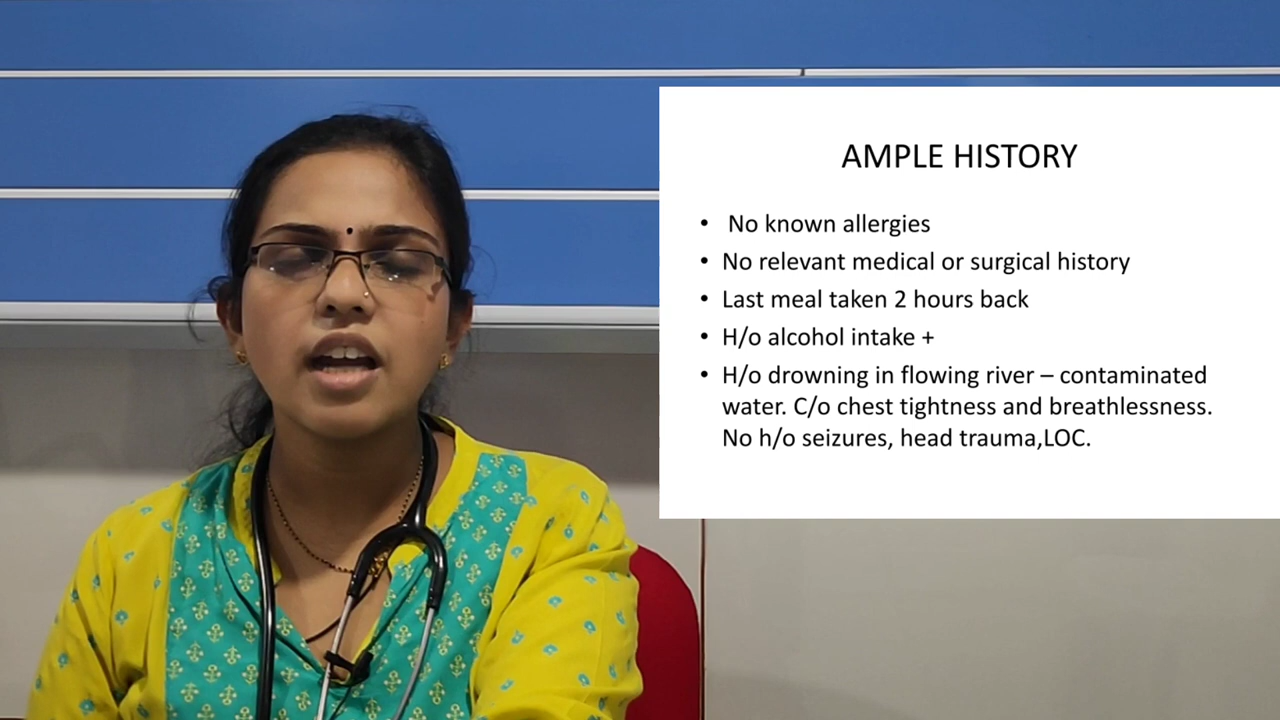 AMPLE HISTORY
• No known allergies
• No relevant medical or surgical history
• Last meal taken 2 hours back
• H/o alcohol intake +
• H/o drowning in flowing river – contaminated
water. C/o chest tightness and breathlessness.
No h/o seizures, head trauma,LOC.